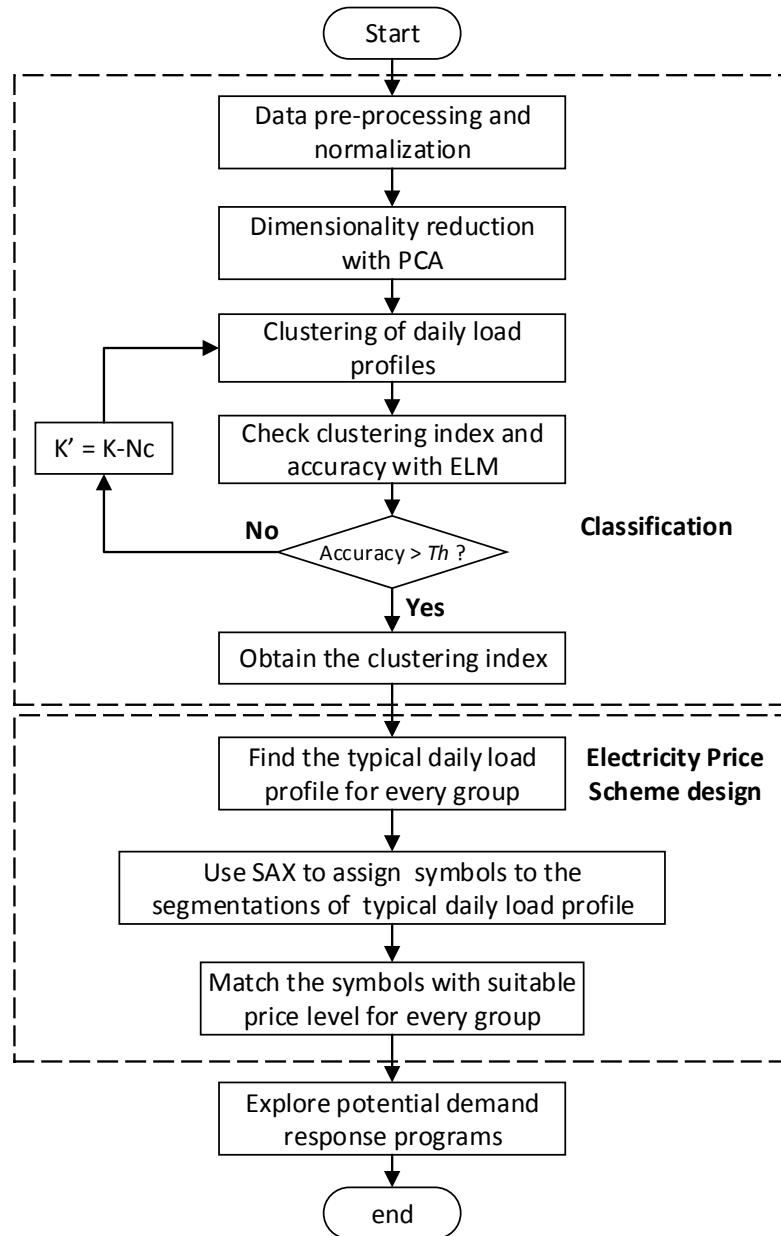 Start
Data pre-processing and
normalization
Dimensionality reduction
with PCA
Clustering of daily load
profiles
K’ = K-Nc
Check clustering index and
accuracy with ELM
No
Accuracy > Th ?
Classification
Yes
Obtain the clustering index
Find the typical daily load
profile for every group
Electricity Price
Scheme design
Use SAX to assign symbols to the
segmentations of typical daily load profile
Match the symbols with suitable
price level for every group
Explore potential demand
response programs
end